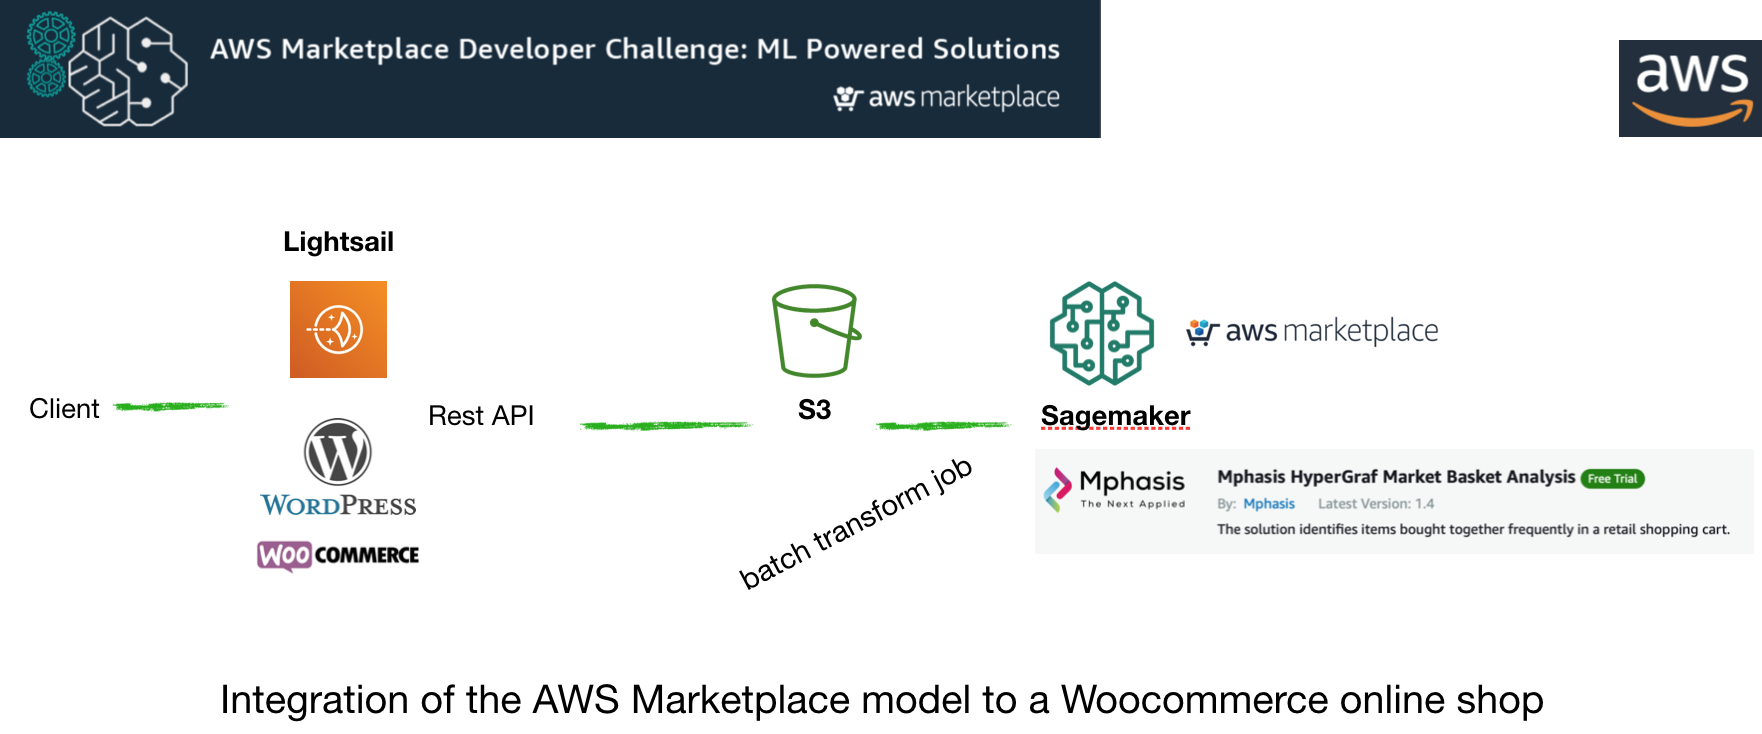 AWS Marketplace Developer Challenge: ML Powered Solutions
aws marketplace
aws
Lightsail
aws marketplace
Client
Rest API
S3
Sagemaker
WORDPRESS
WOO COMMERCE
batch transform job
Mphasis
The Next Applied
Mphasis HyperGraf Market Basket Analysis Free Trial
By: Mphasis Latest Version: 1.4
The solution identifies items bought together frequently in a retail shopping cart.
Integration of the AWS Marketplace model to a Woocommerce online shop